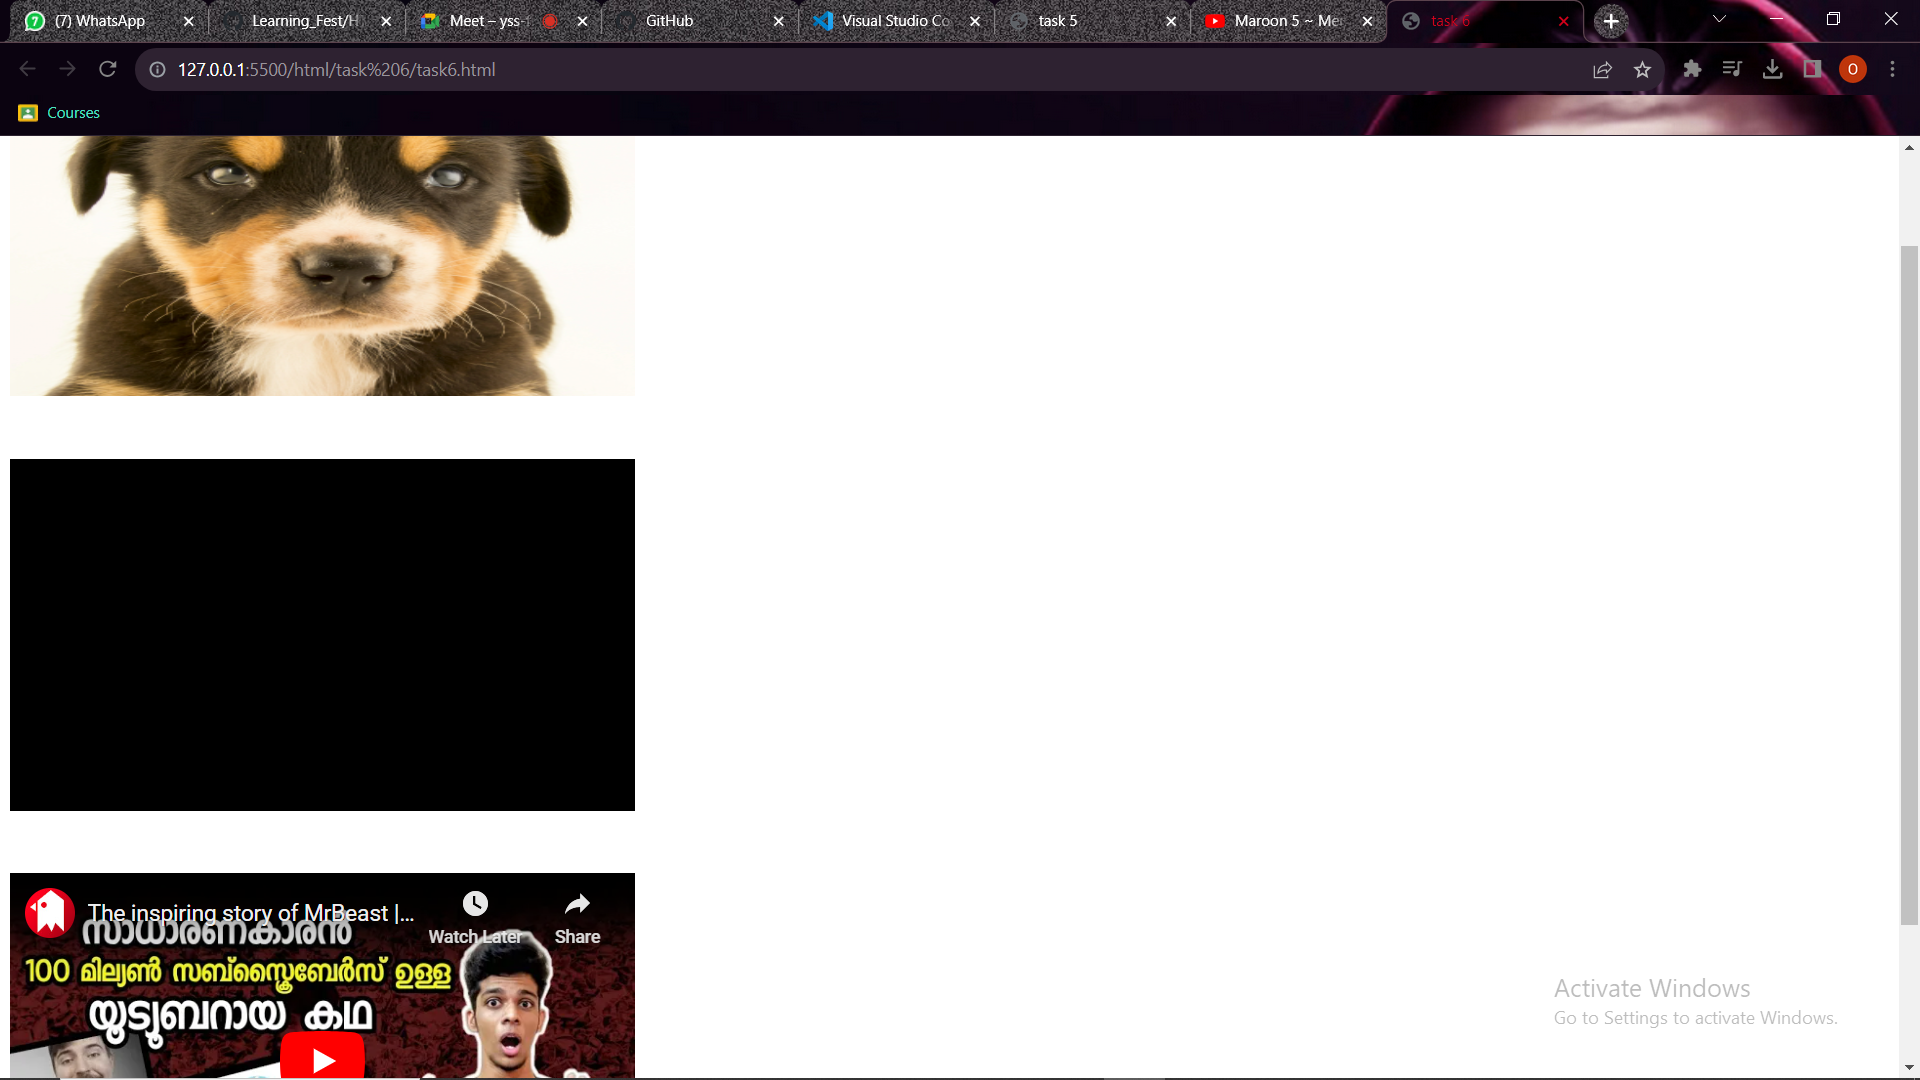 (7) WhatsApp
Learning_Fest/H
Meet – yss-
GitHub
Visual Studio Co
task 5
Maroon 5 ~ Me
task 6
127.0.0.1:5500/html/task%206/task6.html
O
Courses
The inspiring story of MrBeast |...
Watch Later
Share
സാധാരണകാരൻ
100 മില്യൺ സബ്സ്ക്രൈബേർസ് ഉള്ള
യൂട്യൂബറായ കഥ
Activate Windows
Go to Settings to activate Windows.